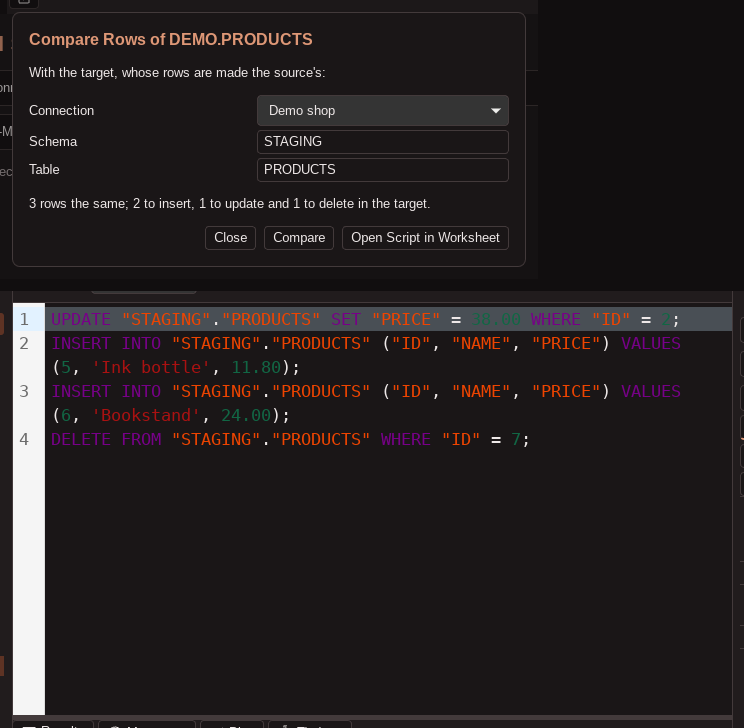 Compare Rows of DEMO.PRODUCTS
With the target, whose rows are made the source's:
Connection Demo shop
Schema STAGING
Table PRODUCTS
3 rows the same; 2 to insert, 1 to update and 1 to delete in the target.
Close Compare Open Script in Worksheet
1 UPDATE "STAGING"."PRODUCTS" SET "PRICE" = 38.00 WHERE "ID" = 2;
2 INSERT INTO "STAGING"."PRODUCTS" ("ID", "NAME", "PRICE") VALUES
(5, 'Ink bottle', 11.80);
3 INSERT INTO "STAGING"."PRODUCTS" ("ID", "NAME", "PRICE") VALUES
(6, 'Bookstand', 24.00);
4 DELETE FROM "STAGING"."PRODUCTS" WHERE "ID" = 7;